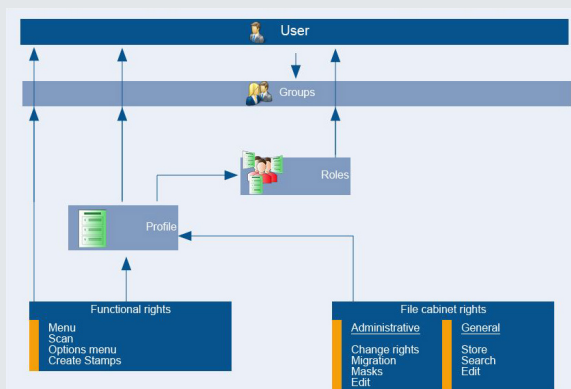 User
Groups
Roles
Profile
Functional rights
Menu
Scan
Options menu
Create Stamps
File cabinet rights
Administrative
Change rights
Migration
Masks
Edit
General
Store
Search
Edit